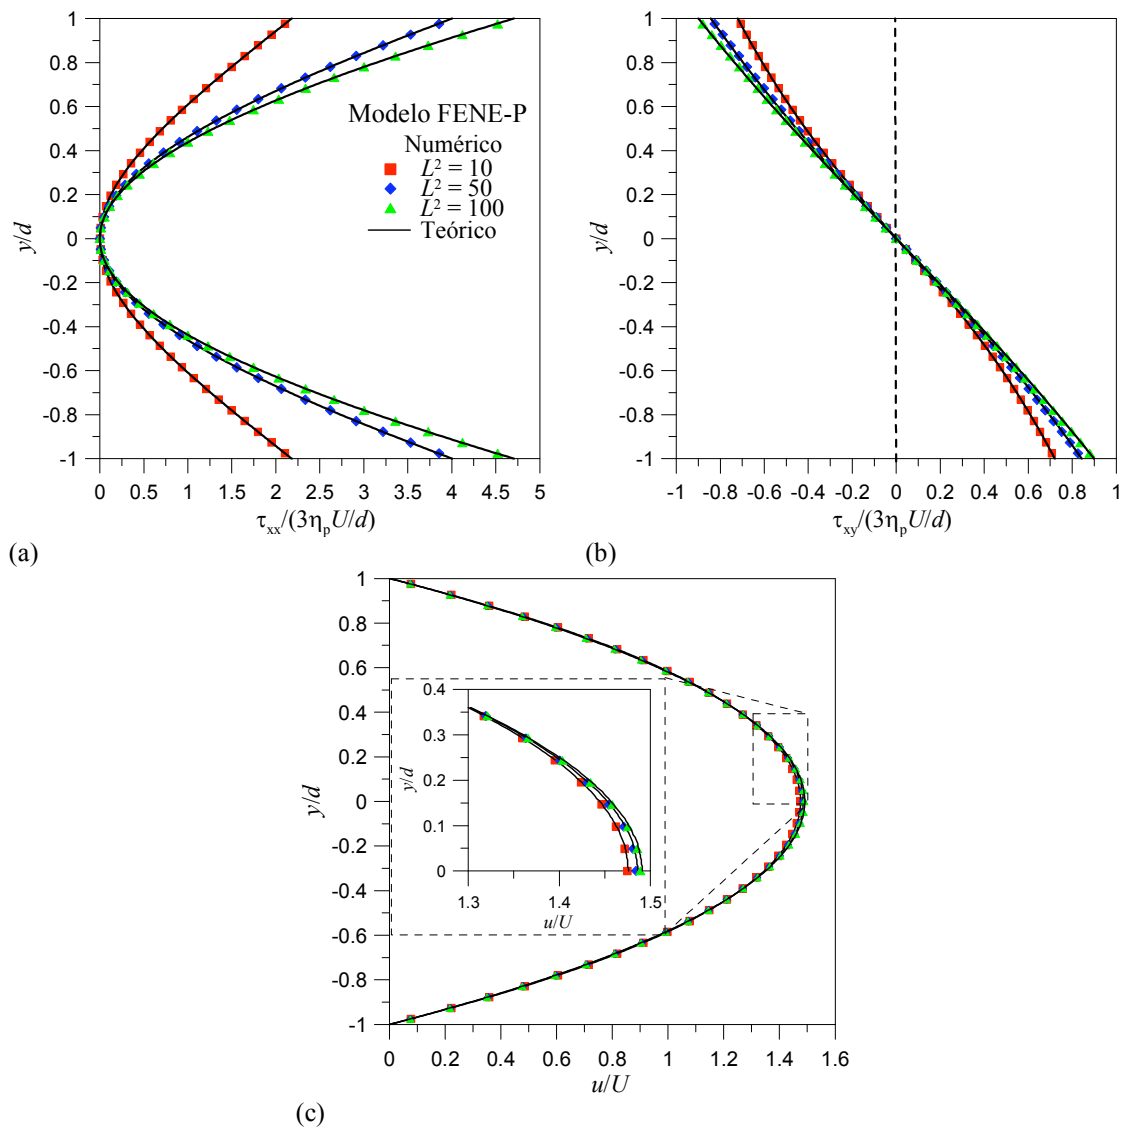 1
0.8
0.6
0.4
0.2
0
-0.2
-0.4
-0.6
-0.8
-1
y/d
0 0.5 1 1.5 2 2.5 3 3.5 4 4.5 5
τxx/(3ηpU/d)
Modelo FENE-P
Numérico
L² = 10
L² = 50
L² = 100
Teórico
(a)
1
0.8
0.6
0.4
0.2
0
-0.2
-0.4
-0.6
-0.8
-1
y/d
-1 -0.8 -0.6 -0.4 -0.2 0 0.2 0.4 0.6 0.8 1
τxy/(3ηpU/d)
(b)
1
0.8
0.6
0.4
0.2
0
-0.2
-0.4
-0.6
-0.8
-1
y/d
0 0.2 0.4 0.6 0.8 1 1.2 1.4 1.6
u/U
0.4
0.3
0.2
0.1
0
y/d
1.3 1.4 1.5
u/U
(c)